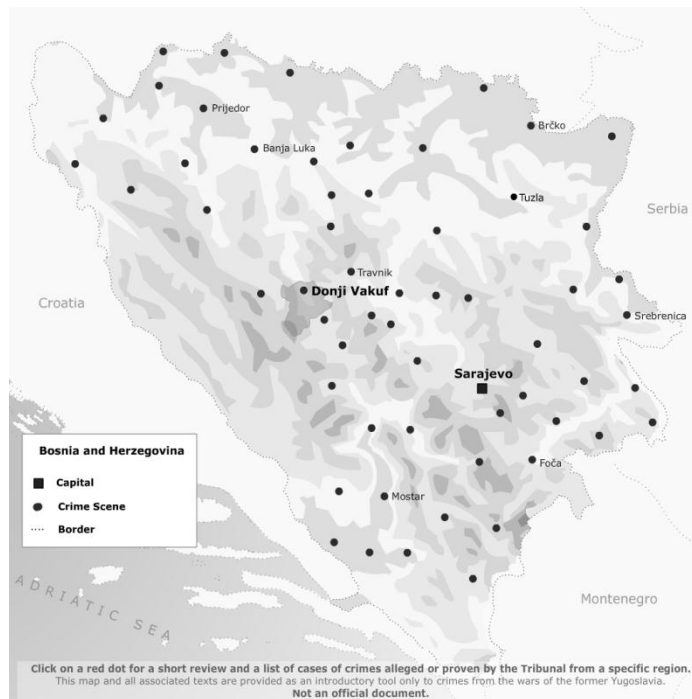 Prijedor
Brčko
Banja Luka
Tuzla
Serbia
Travnik
Donji Vakuf
Croatia
Srebrenica
Sarajevo
Bosnia and Herzegovina
Capital
Crime Scene
Border
Foča
Mostar
ADRIATIC SEA
Montenegro
Click on a red dot for a short review and a list of cases of crimes alleged or proven by the Tribunal from a specific region.
This map and all associated texts are provided as an introductory tool only to crimes from the wars of the former Yugoslavia.
Not an official document.